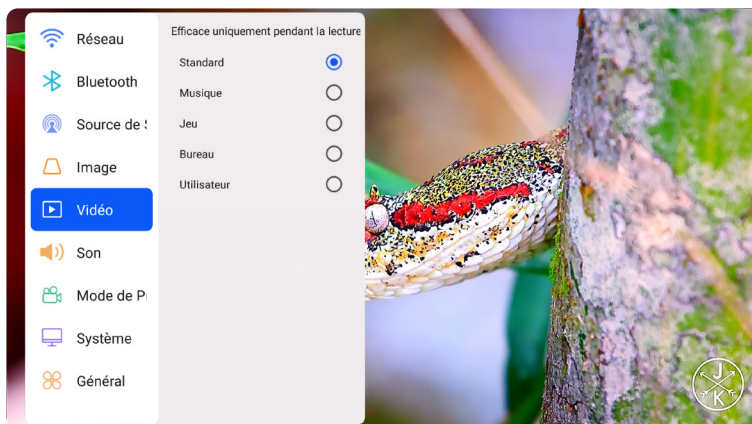 Réseau
Bluetooth
Source de S
Image
Vidéo
Son
Mode de Pr
Système
Général
Efficace uniquement pendant la lecture
Standard
Musique
Jeu
Bureau
Utilisateur
J
K